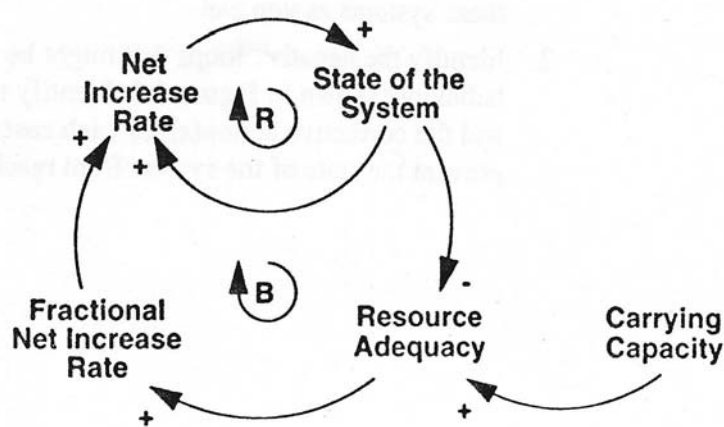 +
Net
Increase
Rate
State of the
System
R
+
+
B
-
Fractional
Net Increase
Rate
Resource
Adequacy
Carrying
Capacity
+
+